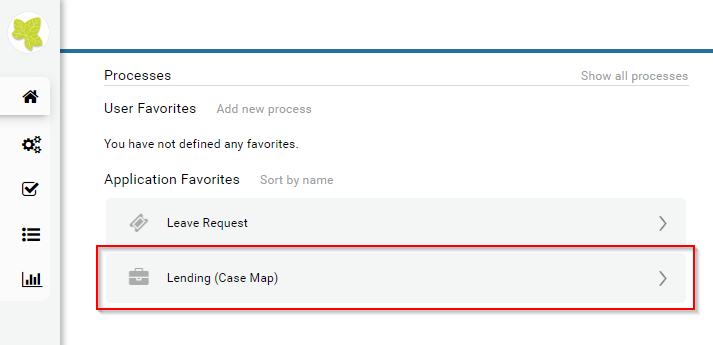 Processes
Show all processes
User Favorites
Add new process
You have not defined any favorites.
Application Favorites
Sort by name
Leave Request
Lending (Case Map)